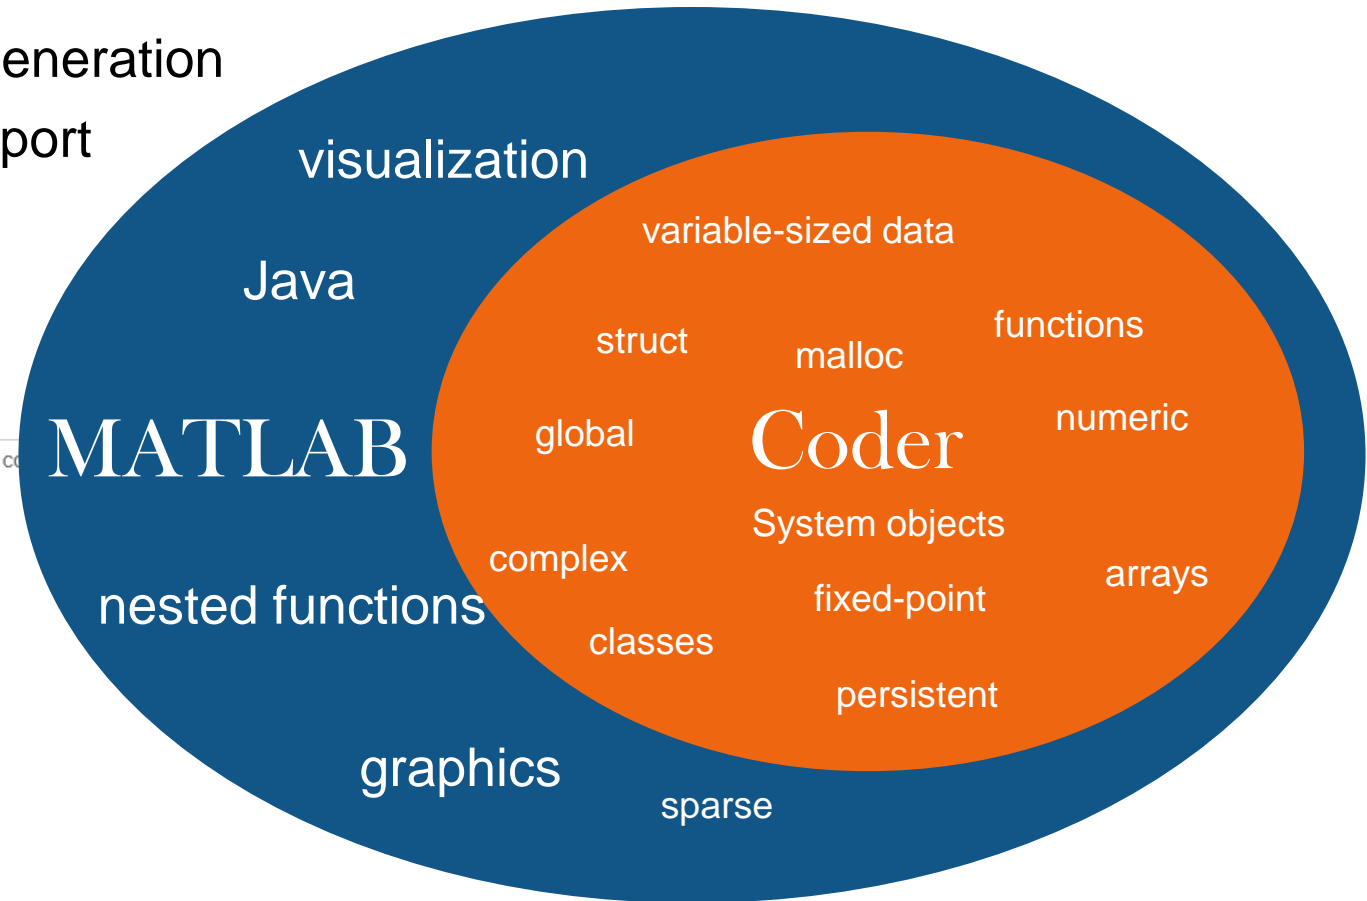 eneration
port
visualization
variable-sized data
Java
functions
struct
malloc
numeric
global
MATLAB
Coder
System objects
complex
arrays
nested functions
fixed-point
classes
persistent
graphics
sparse